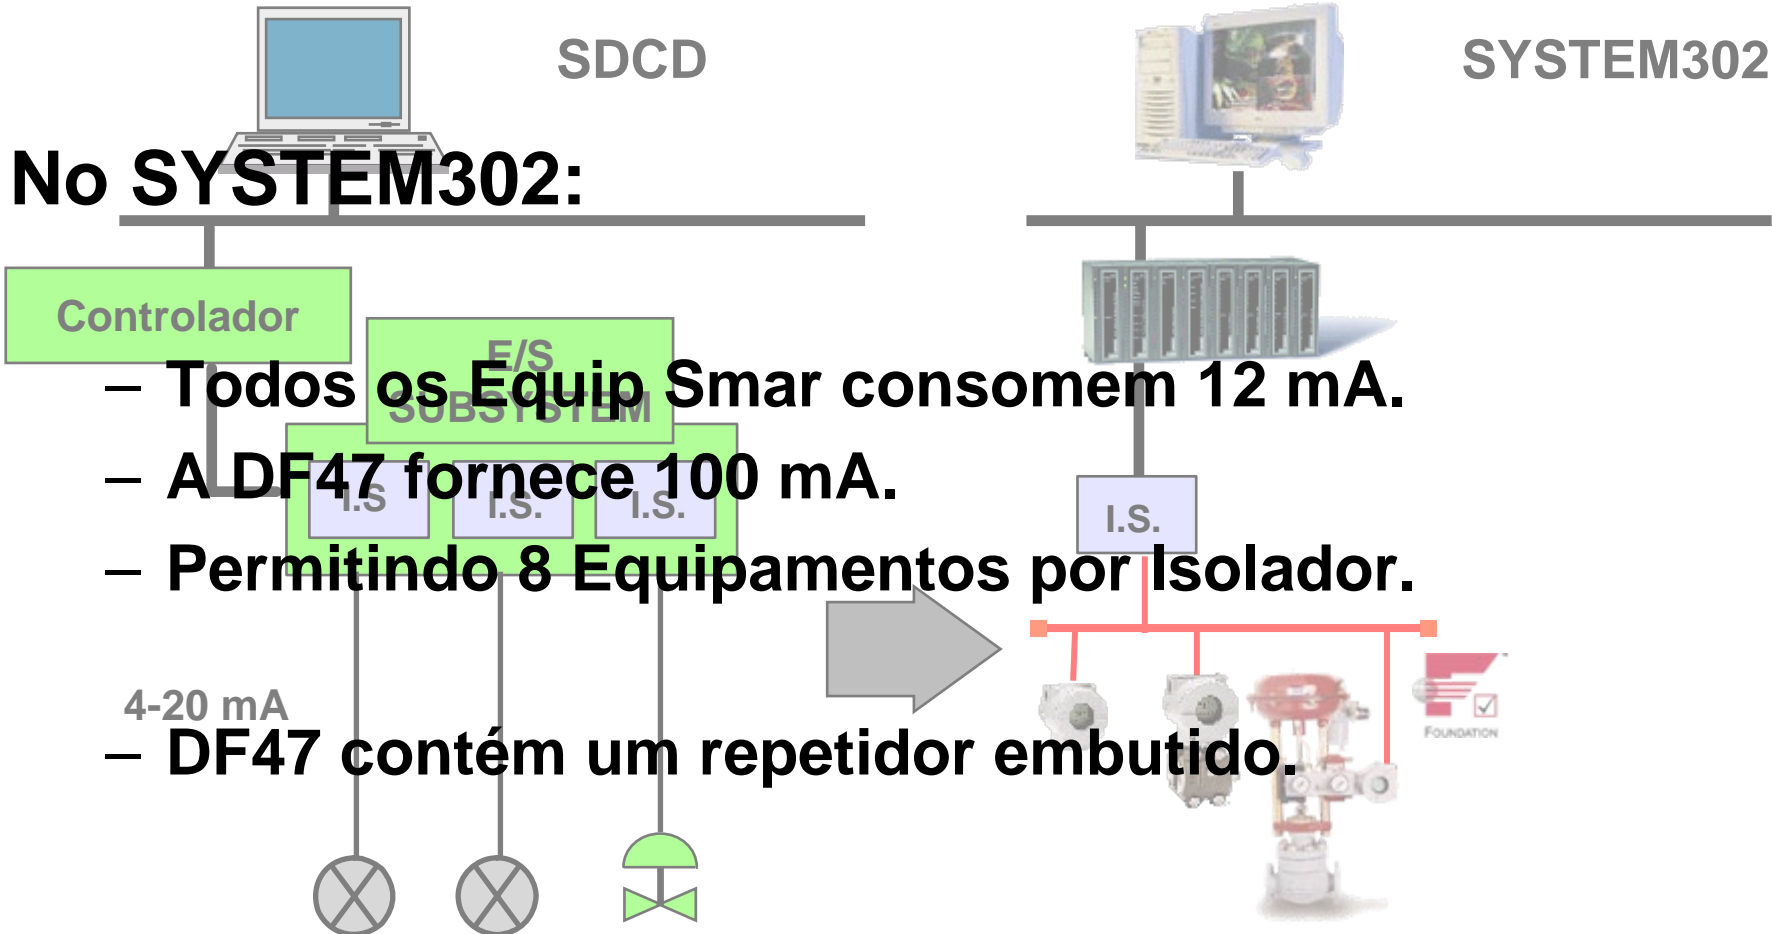 SDCD
SYSTEM302
No SYSTEM302:
Controlador
E/S
SUBSYSTEM
– Todos os Equip Smar consomem 12 mA.
– A DF47 fornece 100 mA.
I.S
I.S.
I.S.
I.S.
– Permitindo 8 Equipamentos por Isolador.
4-20 mA
– DF47 contém um repetidor embutido.
FOUNDATION